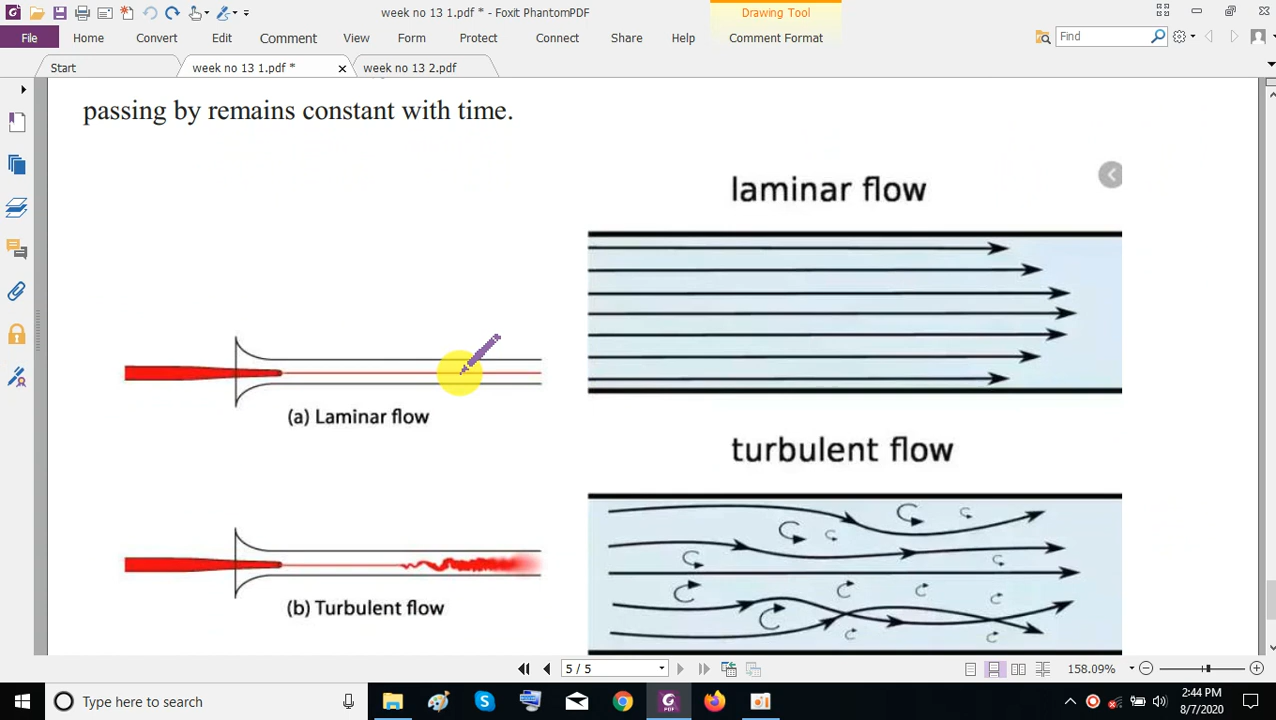 week no 13 1.pdf * - Foxit PhantomPDF
Drawing Tool
File Home Convert Edit Comment View Form Protect Connect Share Help Comment Format Find
Start week no 13 1.pdf * week no 13 2.pdf
passing by remains constant with time.
laminar flow
(a) Laminar flow
turbulent flow
(b) Turbulent flow
5 / 5 158.09%
Type here to search
2:44 PM
8/7/2020